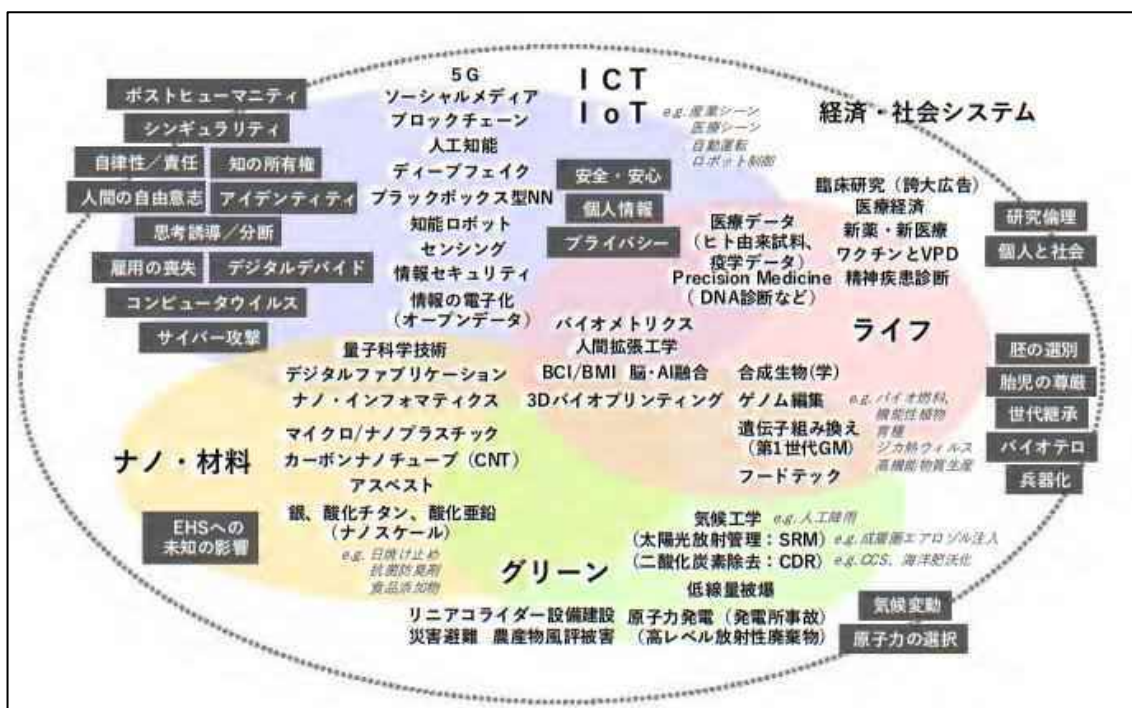 ポストヒューマニティ
シンギュラリティ
自律性／責任
知の所有権
人間の自由意志
アイデンティティ
思考誘導／分断
雇用の喪失
デジタルデバイド
コンピュータウイルス
サイバー攻撃
5G
ソーシャルメディア
ブロックチェーン
人工知能
ディープフェイク
ブラックボックス型NN
知能ロボット
センシング
情報セキュリティ
情報の電子化
(オープンデータ)
ICT
IoT
e.g.産業シーン
医療シーン
自動運転
ロボット制御
経済・社会システム
安全・安心
個人情報
プライバシー
医療データ
(ヒト由来試料、
疫学データ)
Precision Medicine
( DNA診断など)
臨床研究（誇大広告）
医療経済
新薬・新医療
ワクチンとVPD
精神疾患診断
研究倫理
個人と社会
ライフ
バイオメトリクス
人間拡張工学
BCI/BMI 脳・AI融合
3Dバイオプリンティング
量子科学技術
デジタルファブリケーション
ナノ・インフォマティクス
合成生物(学)
ゲノム編集
e.g.バイオ燃料,
機能性植物
育種
ジカ熱ウィルス
高機能物質生産
遺伝子組み換え
(第1世代GM)
フードテック
胚の選別
胎児の尊厳
世代継承
バイオテロ
兵器化
ナノ・材料
マイクロ/ナノプラスチック
カーボンナノチューブ（CNT）
アスベスト
銀、酸化チタン、酸化亜鉛
(ナノスケール)
e.g.日焼け止め
抗菌防臭剤
食品添加物
EHSへの
未知の影響
グリーン
気候工学 e.g.人工降雨
(太陽光放射管理：SRM) e.g.成層圏エアロゾル注入
(二酸化炭素除去：CDR) e.g.CCS、海洋肥沃化
低線量被爆
リニアコライダー設備建設
災害避難 農産物風評被害
原子力発電（発電所事故）
(高レベル放射性廃棄物)
気候変動
原子力の選択